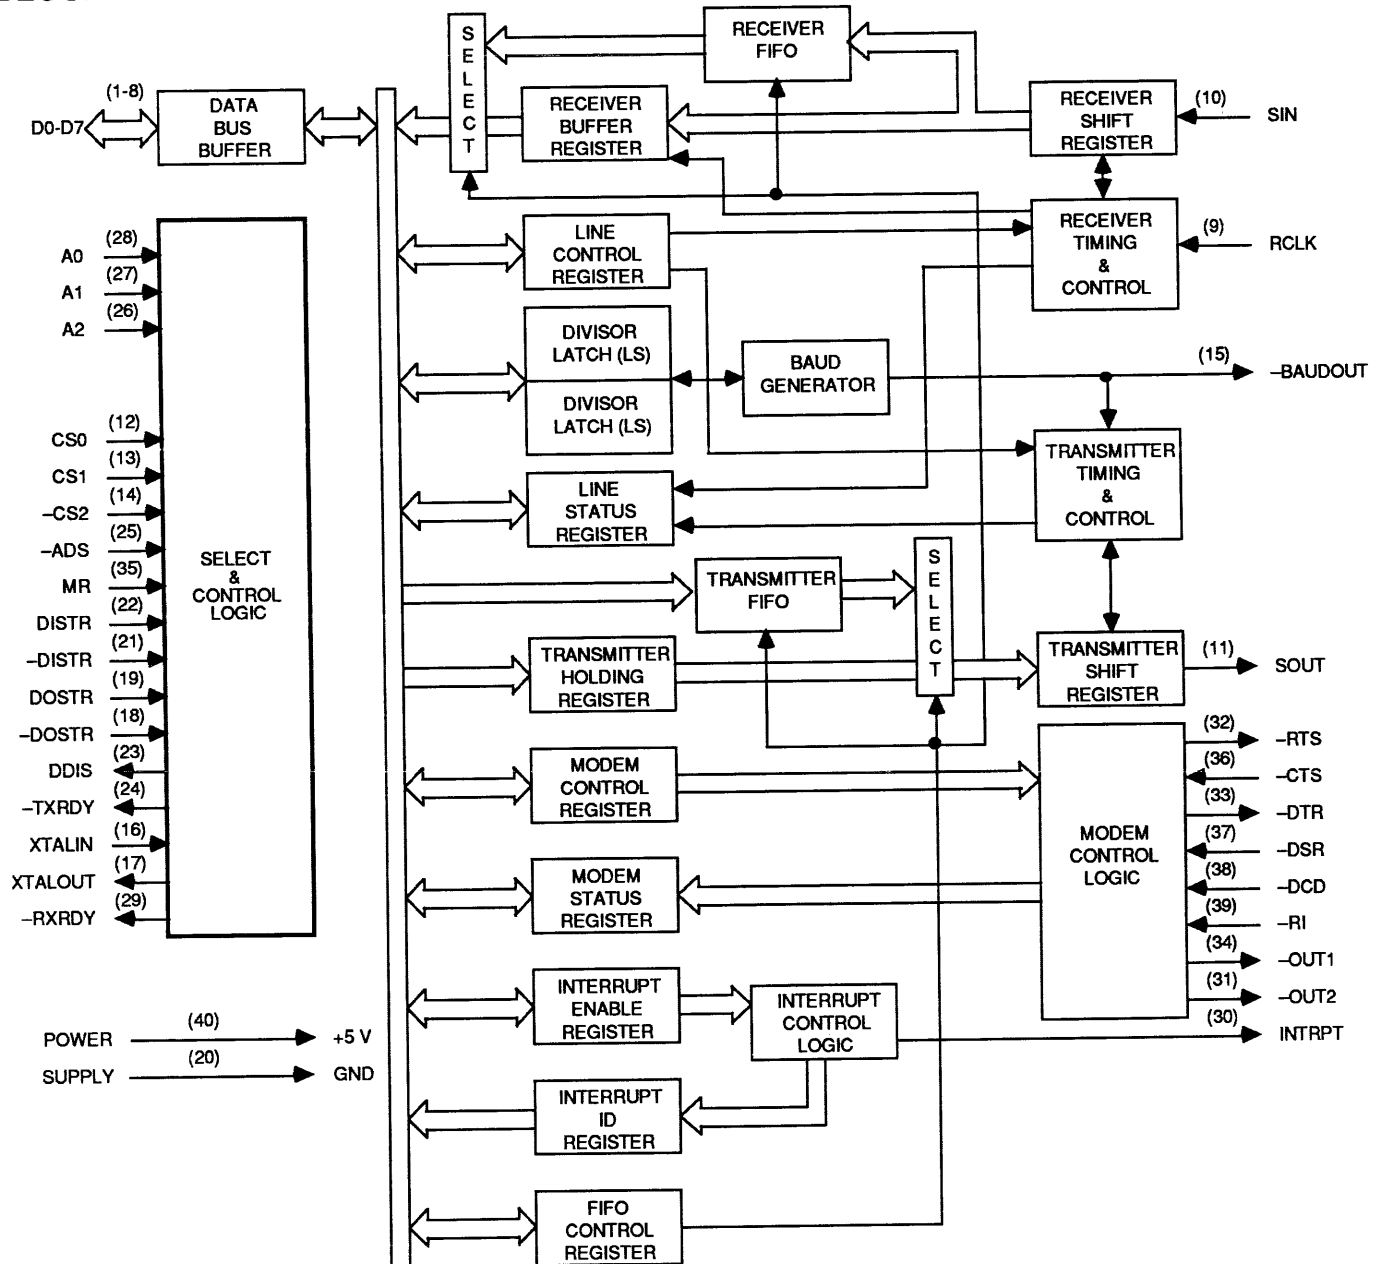 S
E
L
E
C
T
RECEIVER
FIFO
(1-8)
D0-D7
DATA
BUS
BUFFER
RECEIVER
BUFFER
REGISTER
RECEIVER
SHIFT
REGISTER
(10)
SIN
LINE
CONTROL
REGISTER
RECEIVER
TIMING
&
CONTROL
(9)
RCLK
A0 (28)
A1 (27)
A2 (26)
CS0 (12)
CS1 (13)
–CS2 (14)
–ADS (25)
MR (35)
DISTR (22)
–DISTR (21)
DOSTR (19)
–DOSTR (18)
DDIS (23)
–TXRDY (24)
XTALIN (16)
XTALOUT (17)
–RXRDY (29)
SELECT
&
CONTROL
LOGIC
DIVISOR
LATCH (LS)
DIVISOR
LATCH (LS)
BAUD
GENERATOR
(15)
–BAUDOUT
LINE
STATUS
REGISTER
TRANSMITTER
TIMING
&
CONTROL
TRANSMITTER
FIFO
S
E
L
E
C
T
TRANSMITTER
HOLDING
REGISTER
TRANSMITTER
SHIFT
REGISTER
(11)
SOUT
MODEM
CONTROL
REGISTER
MODEM
STATUS
REGISTER
MODEM
CONTROL
LOGIC
(32) –RTS
(36) –CTS
(33) –DTR
(37) –DSR
(38) –DCD
(39) –RI
(34) –OUT1
(31) –OUT2
(30) INTRPT
INTERRUPT
ENABLE
REGISTER
INTERRUPT
CONTROL
LOGIC
POWER (40) +5 V
SUPPLY (20) GND
INTERRUPT
ID
REGISTER
FIFO
CONTROL
REGISTER